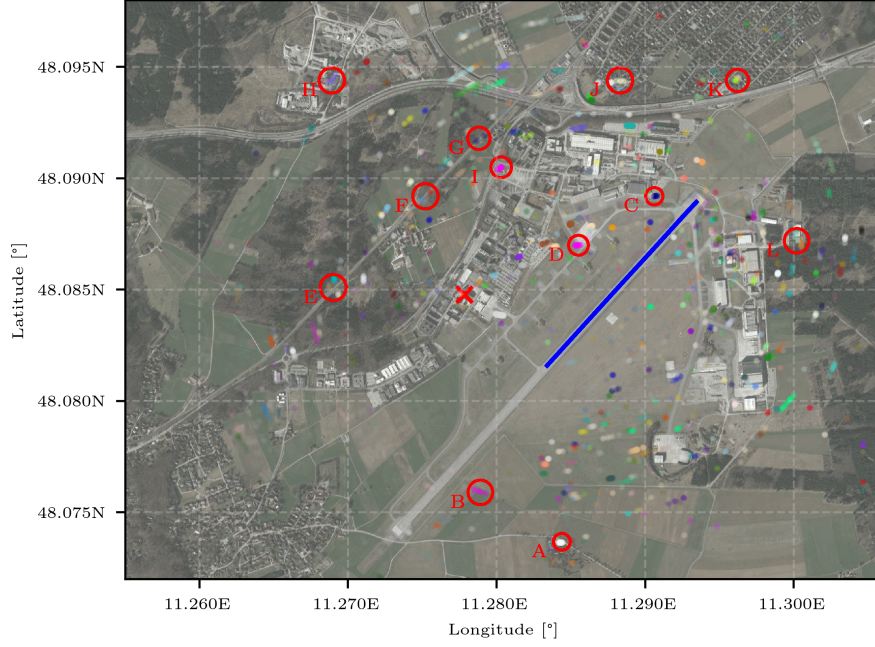 48.095N
48.090N
48.085N
48.080N
48.075N
Latitude [°]
H
J
K
G
I
F
C
D
L
E
B
A
11.260E 11.270E 11.280E 11.290E 11.300E
Longitude [°]